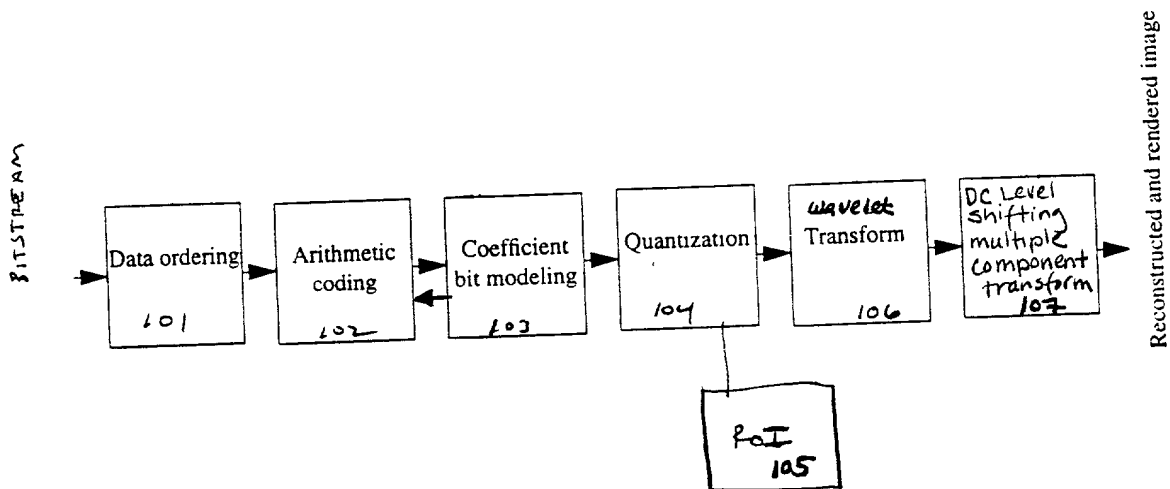 BITSTREAM
Data ordering
101
Arithmetic
coding
102
Coefficient
bit modeling
103
Quantization
104
RoI
105
wavelet
Transform
106
DC Level
shifting
multiple
component
transform
107
Reconstructed and rendered image